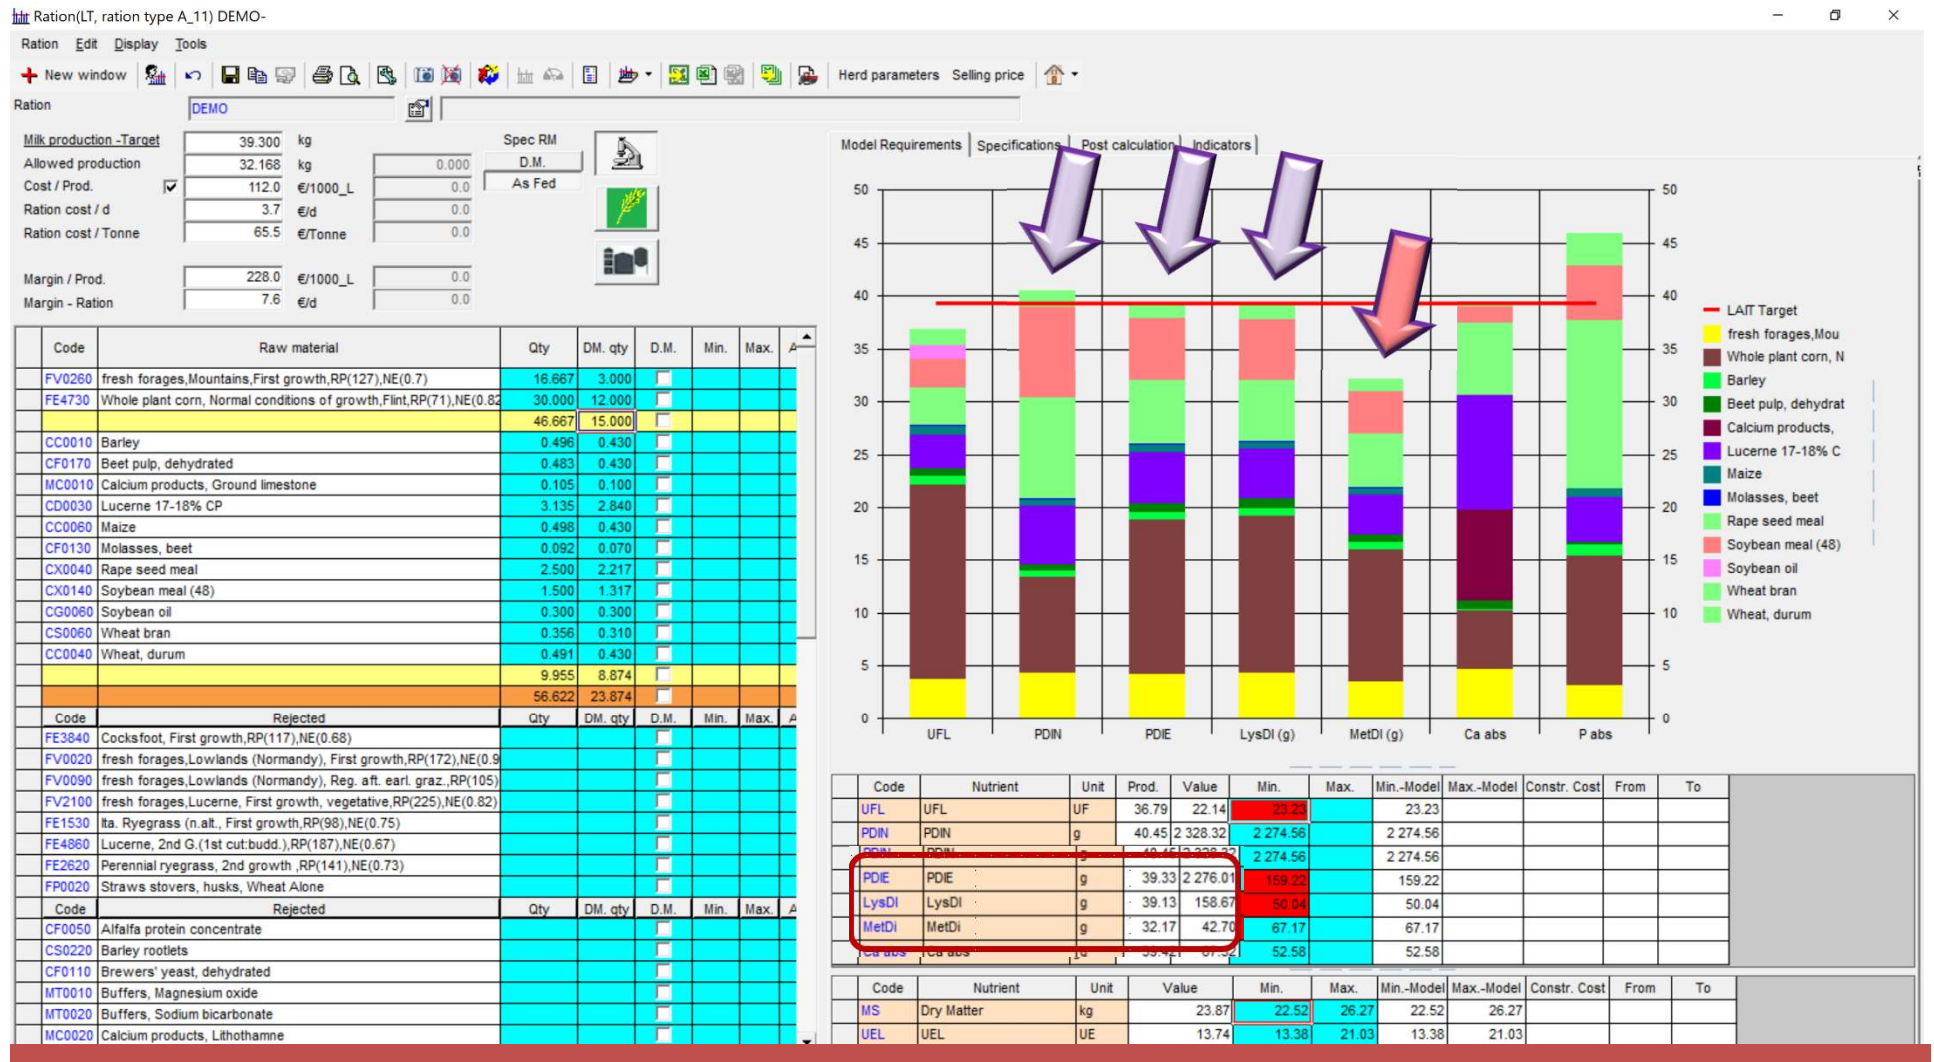 Ration(LT, ration type A_11) DEMO-
Ration Edit Display Tools
New window Herd parameters Selling price
Ration DEMO
Milk production -Target 39.300 kg Spec RM
Allowed production 32.168 kg 0.000 D.M.
Cost / Prod. 112.0 €/1000_L 0.0 As Fed
Ration cost / d 3.7 €/d 0.0
Ration cost / Tonne 65.5 €/Tonne 0.0
Margin / Prod. 228.0 €/1000_L 0.0
Margin - Ration 7.6 €/d 0.0
Code Raw material Qty DM. qty D.M. Min. Max. A
FV0260 fresh forages,Mountains,First growth,RP(127),NE(0.7) 16.667 3.000
FE4730 Whole plant corn, Normal conditions of growth,Flint,RP(71),NE(0.82 30.000 12.000
46.667 15.000
CC0010 Barley 0.496 0.430
CF0170 Beet pulp, dehydrated 0.483 0.430
MC0010 Calcium products, Ground limestone 0.105 0.100
CD0030 Lucerne 17-18% CP 3.135 2.840
CC0060 Maize 0.498 0.430
CF0130 Molasses, beet 0.092 0.070
CX0040 Rape seed meal 2.500 2.217
CX0140 Soybean meal (48) 1.500 1.317
CG0060 Soybean oil 0.300 0.300
CS0060 Wheat bran 0.356 0.310
CC0040 Wheat, durum 0.491 0.430
9.955 8.874
56.622 23.874
Code Rejected Qty DM. qty D.M. Min. Max. A
FE3840 Cocksfoot, First growth,RP(117),NE(0.68)
FV0020 fresh forages,Lowlands (Normandy), First growth,RP(172),NE(0.9
FV0090 fresh forages,Lowlands (Normandy), Reg. aft. earl. graz.,RP(105)
FV2100 fresh forages,Lucerne, First growth, vegetative,RP(225),NE(0.82)
FE1530 Ita. Ryegrass (n.alt., First growth,RP(98),NE(0.75)
FE4860 Lucerne, 2nd G.(1st cut:budd.),RP(187),NE(0.67)
FE2620 Perennial ryegrass, 2nd growth ,RP(141),NE(0.73)
FP0020 Straws stovers, husks, Wheat Alone
Code Rejected Qty DM. qty D.M. Min. Max. A
CF0050 Alfalfa protein concentrate
CS0220 Barley rootlets
CF0110 Brewers' yeast, dehydrated
MT0010 Buffers, Magnesium oxide
MT0020 Buffers, Sodium bicarbonate
MC0020 Calcium products, Lithothamne
Model Requirements Specifications Post calculation Indicators
50 50
45 45
40 40
35 35
30 30
25 25
20 20
15 15
10 10
5 5
0 0
UFL PDIN PDIE LysDI (g) MetDI (g) Ca abs P abs
LAIT Target
fresh forages,Mou
Whole plant corn, N
Barley
Beet pulp, dehydrat
Calcium products,
Lucerne 17-18% C
Maize
Molasses, beet
Rape seed meal
Soybean meal (48)
Soybean oil
Wheat bran
Wheat, durum
Code Nutrient Unit Prod. Value Min. Max. Min.-Model Max.-Model Constr. Cost From To
UFL UFL UF 36.79 22.14 23.23 23.23
PDIN PDIN g 40.45 2 328.32 2 274.56 2 274.56
PDIN PDIN g 40.45 2 328.32 2 274.56 2 274.56
PDIE PDIE g 39.33 2 276.01 159.22 159.22
LysDI LysDI g 39.13 158.67 50.04 50.04
MetDi MetDi g 32.17 42.70 67.17 67.17
Ca abs Ca abs g 39.42 52.58 52.58
Code Nutrient Unit Value Min. Max. Min.-Model Max.-Model Constr. Cost From To
MS Dry Matter kg 23.87 22.52 26.27 22.52 26.27
UEL UEL UE 13.74 13.38 21.03 13.38 21.03